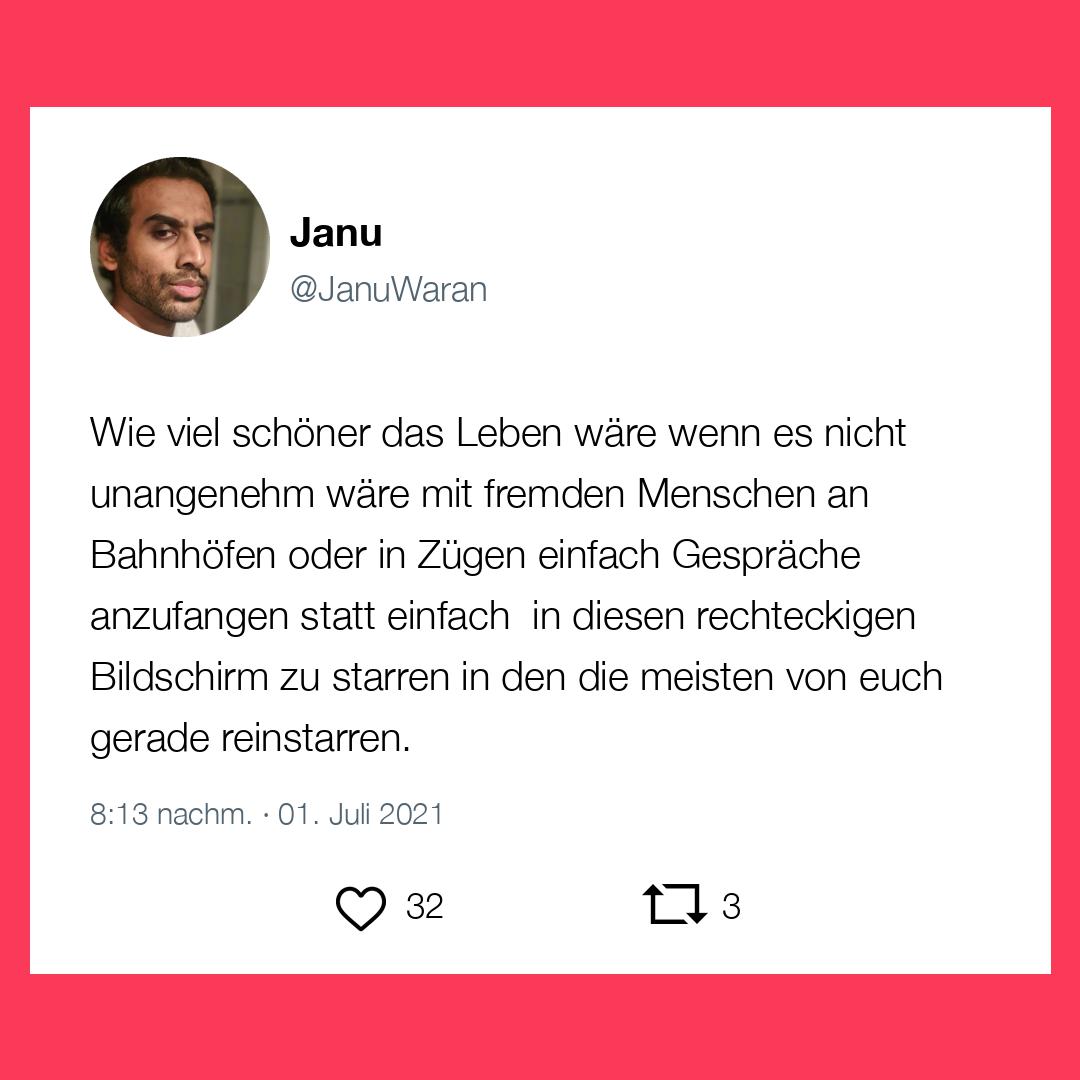 Janu
@JanuWaran
Wie viel schöner das Leben wäre wenn es nicht
unangenehm wäre mit fremden Menschen an
Bahnhöfen oder in Zügen einfach Gespräche
anzufangen statt einfach  in diesen rechteckigen
Bildschirm zu starren in den die meisten von euch
gerade reinstarren.
8:13 nachm. · 01. Juli 2021
32 3